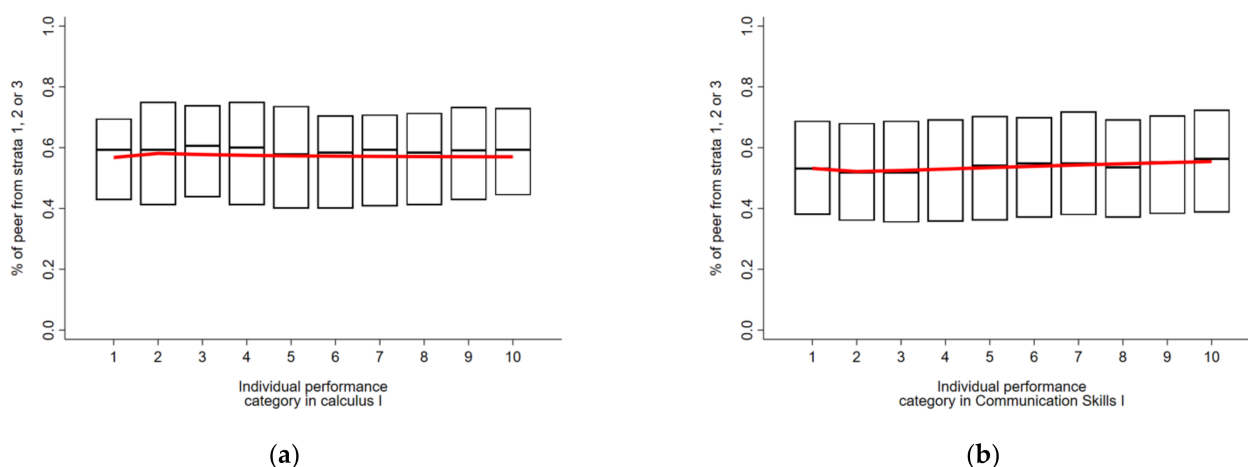 % of peer from strata 1, 2 or 3
1.0
0.8
0.6
0.4
0.2
0.0
1 2 3 4 5 6 7 8 9 10
Individual performance
category in calculus I
(a)
% of peer from strata 1, 2 or 3
1.0
0.8
0.6
0.4
0.2
0.0
1 2 3 4 5 6 7 8 9 10
Individual performance
category in Communication Skills I
(b)